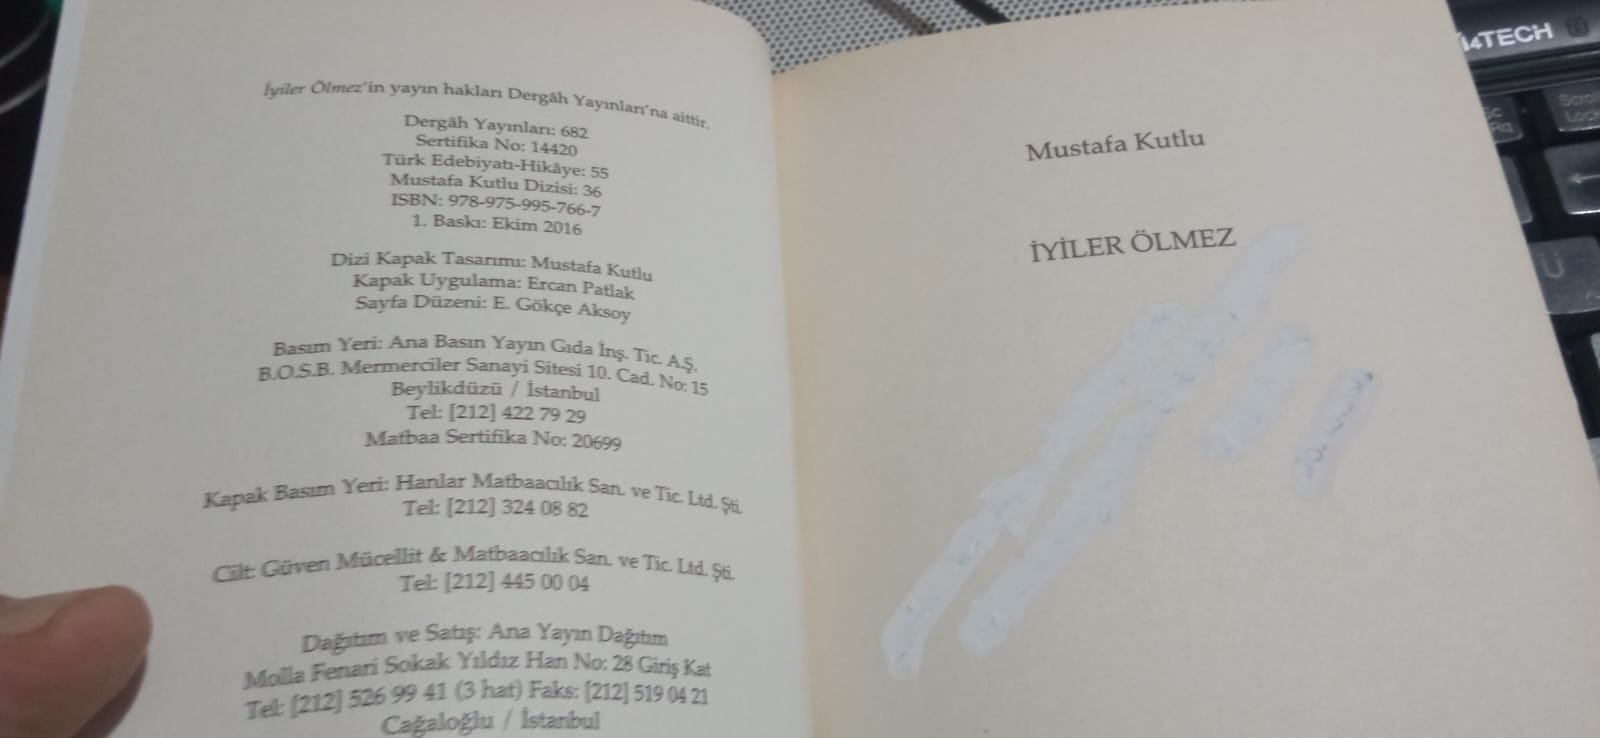 İyiler Ölmez'in yayın hakları Dergâh Yayınları'na aittir.
Dergâh Yayınları: 682
Sertifika No: 14420
Türk Edebiyatı-Hikâye: 55
Mustafa Kutlu Dizisi: 36
ISBN: 978-975-995-766-7
1. Baskı: Ekim 2016
Dizi Kapak Tasarımı: Mustafa Kutlu
Kapak Uygulama: Ercan Patlak
Sayfa Düzeni: E. Gökçe Aksoy
Basım Yeri: Ana Basın Yayın Gıda İnş. Tic. A.Ş.
B.O.S.B. Mermerciler Sanayi Sitesi 10. Cad. No: 15
Beylikdüzü / İstanbul
Tel: [212] 422 79 29
Matbaa Sertifika No: 20699
Kapak Basım Yeri: Hanlar Matbaacılık San. ve Tic. Ltd. Şti.
Tel: [212] 324 08 82
Cilt: Güven Mücellit & Matbaacılık San. ve Tic. Ltd. Şti.
Tel: [212] 445 00 04
Dağıtım ve Satış: Ana Yayın Dağıtım
Molla Fenari Sokak Yıldız Han No: 28 Giriş Kat
Tel: [212] 526 99 41 (3 hat) Faks: [212] 519 04 21
Cağaloğlu / İstanbul
Mustafa Kutlu
İYİLER ÖLMEZ
4TECH
Scroll
Lock
Ü